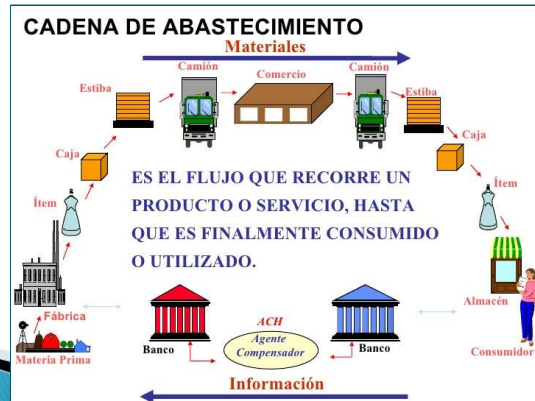 CADENA DE ABASTECIMIENTO
Materiales
Camión
Comercio
Camión
Estiba
Estiba
Caja
Caja
Ítem
Ítem
ES EL FLUJO QUE RECORRE UN
PRODUCTO O SERVICIO, HASTA
QUE ES FINALMENTE CONSUMIDO
O UTILIZADO.
Fábrica
Almacén
Materia Prima
Banco
ACH
Agente
Compensador
Banco
Consumidor
Información